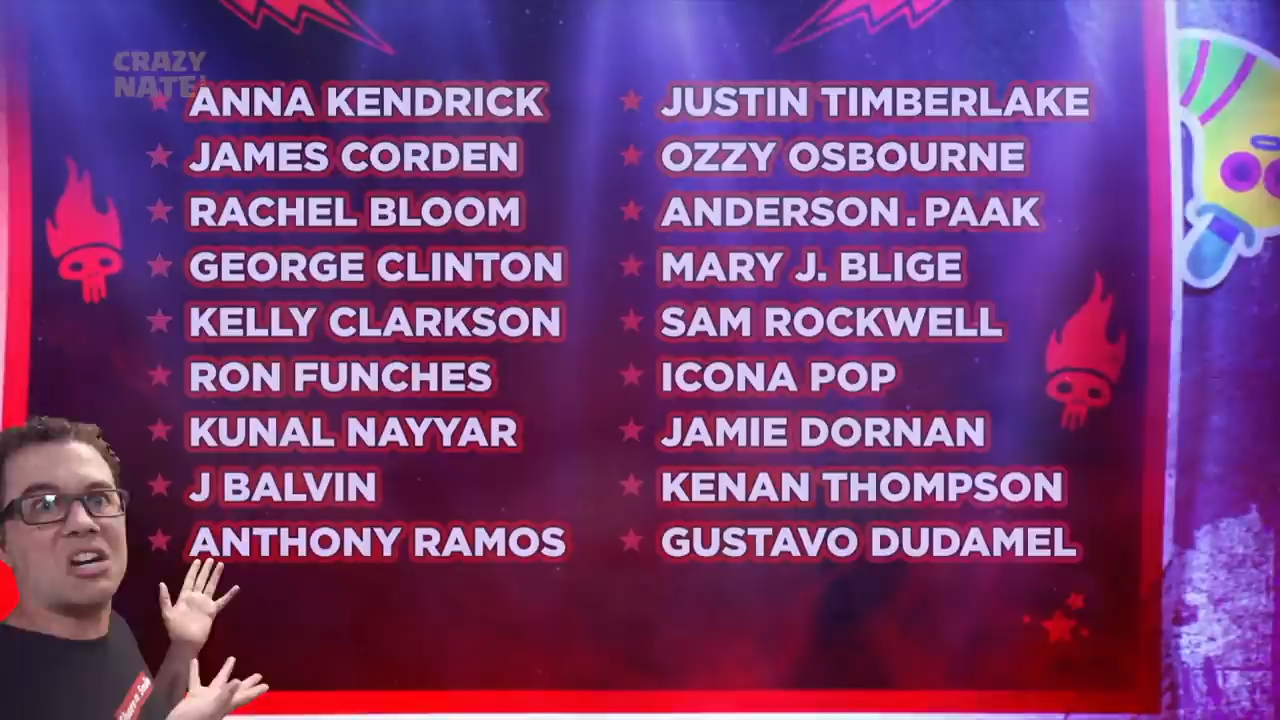 CRAZY
NATE!
ANNA KENDRICK
JUSTIN TIMBERLAKE
JAMES CORDEN
OZZY OSBOURNE
RACHEL BLOOM
ANDERSON .PAAK
GEORGE CLINTON
MARY J. BLIGE
KELLY CLARKSON
SAM ROCKWELL
RON FUNCHES
ICONA POP
KUNAL NAYYAR
JAMIE DORNAN
J BALVIN
KENAN THOMPSON
ANTHONY RAMOS
GUSTAVO DUDAMEL